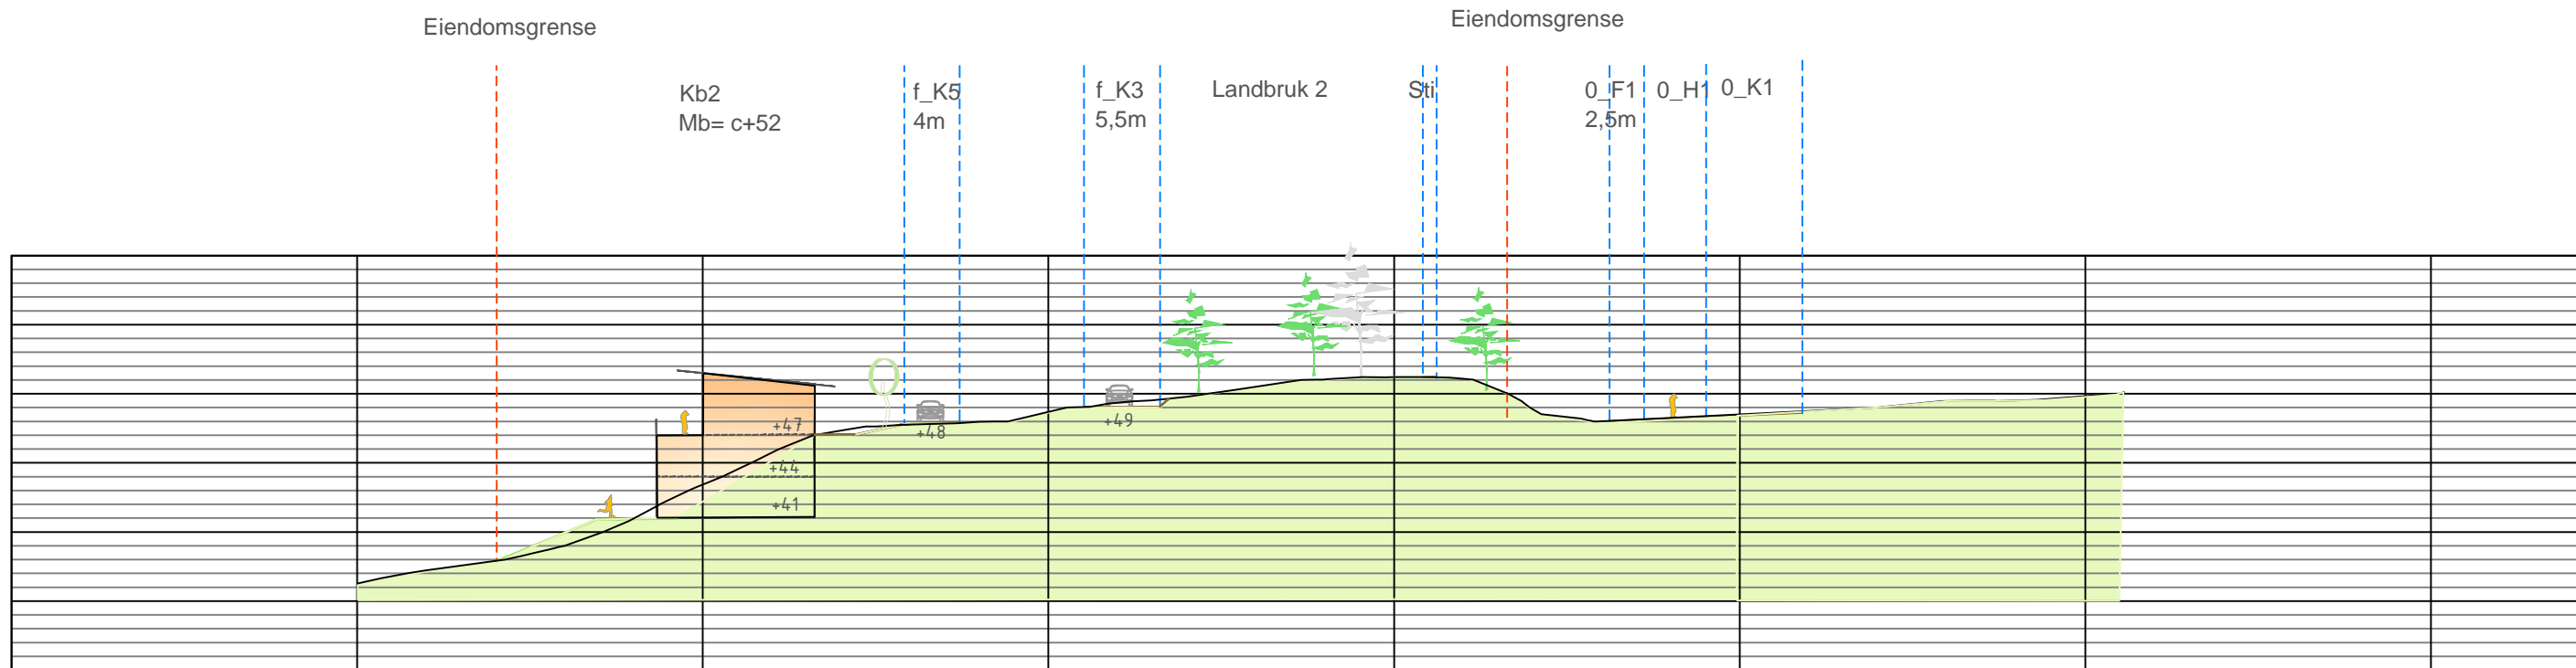 Eiendomsgrense
Eiendomsgrense
Kb2
Mb= c+52
f_K5
4m
f_K3
5,5m
Landbruk 2
Sti
0_F1
2,5m
0_H1
0_K1
+47
+48
+49
+44
+41